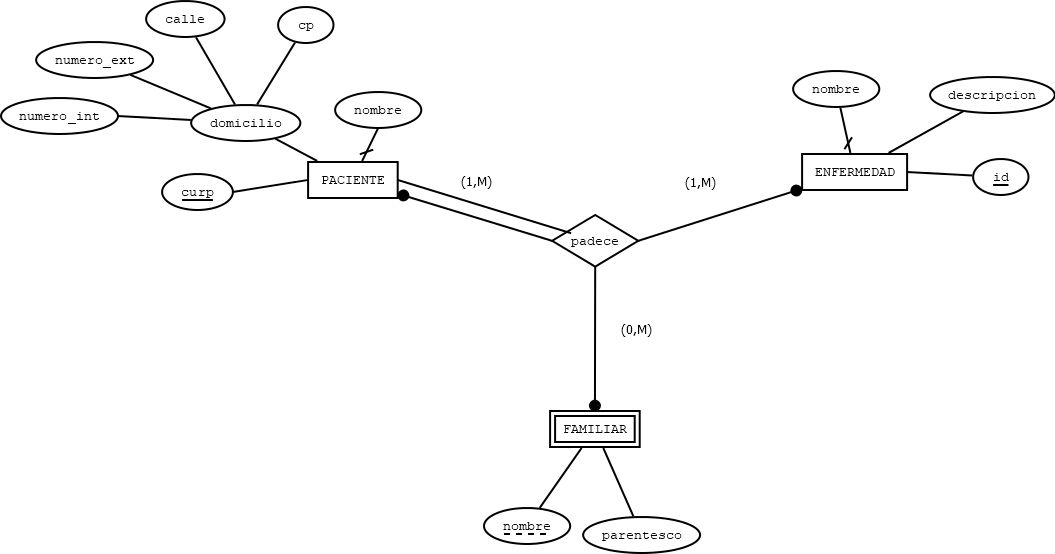 calle
cp
numero_ext
numero_int
domicilio
nombre
curp
PACIENTE
(1,M)
padece
(1,M)
nombre
descripcion
ENFERMEDAD
id
(0,M)
FAMILIAR
nombre
parentesco